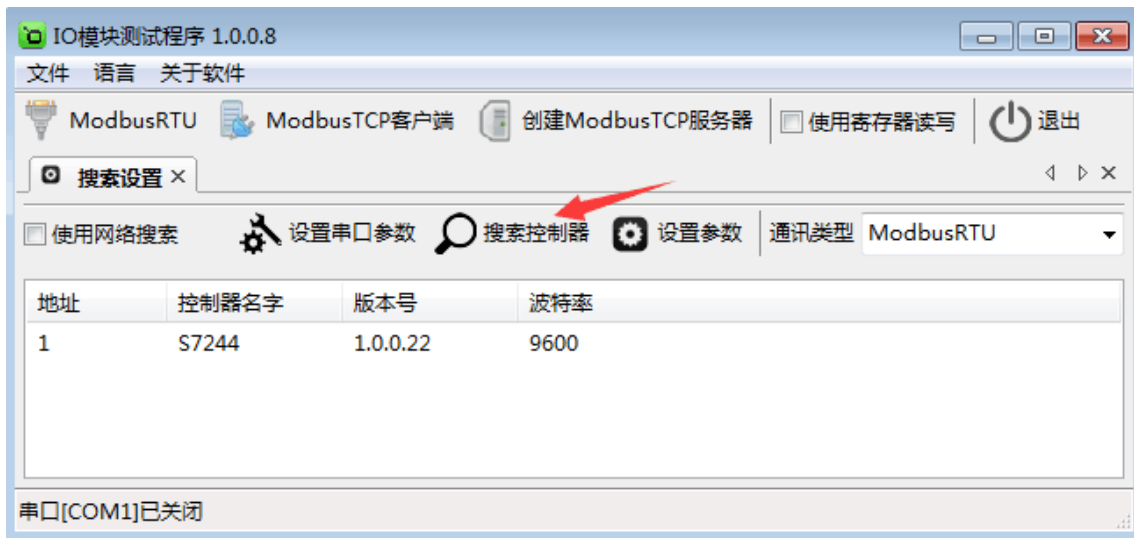 IO模块测试程序 1.0.0.8
文件 语言 关于软件
ModbusRTU ModbusTCP客户端 创建ModbusTCP服务器 使用寄存器读写 退出
搜索设置
使用网络搜索 设置串口参数 搜索控制器 设置参数 通讯类型 ModbusRTU
地址 控制器名字 版本号 波特率
1 S7244 1.0.0.22 9600
串口[COM1]已关闭